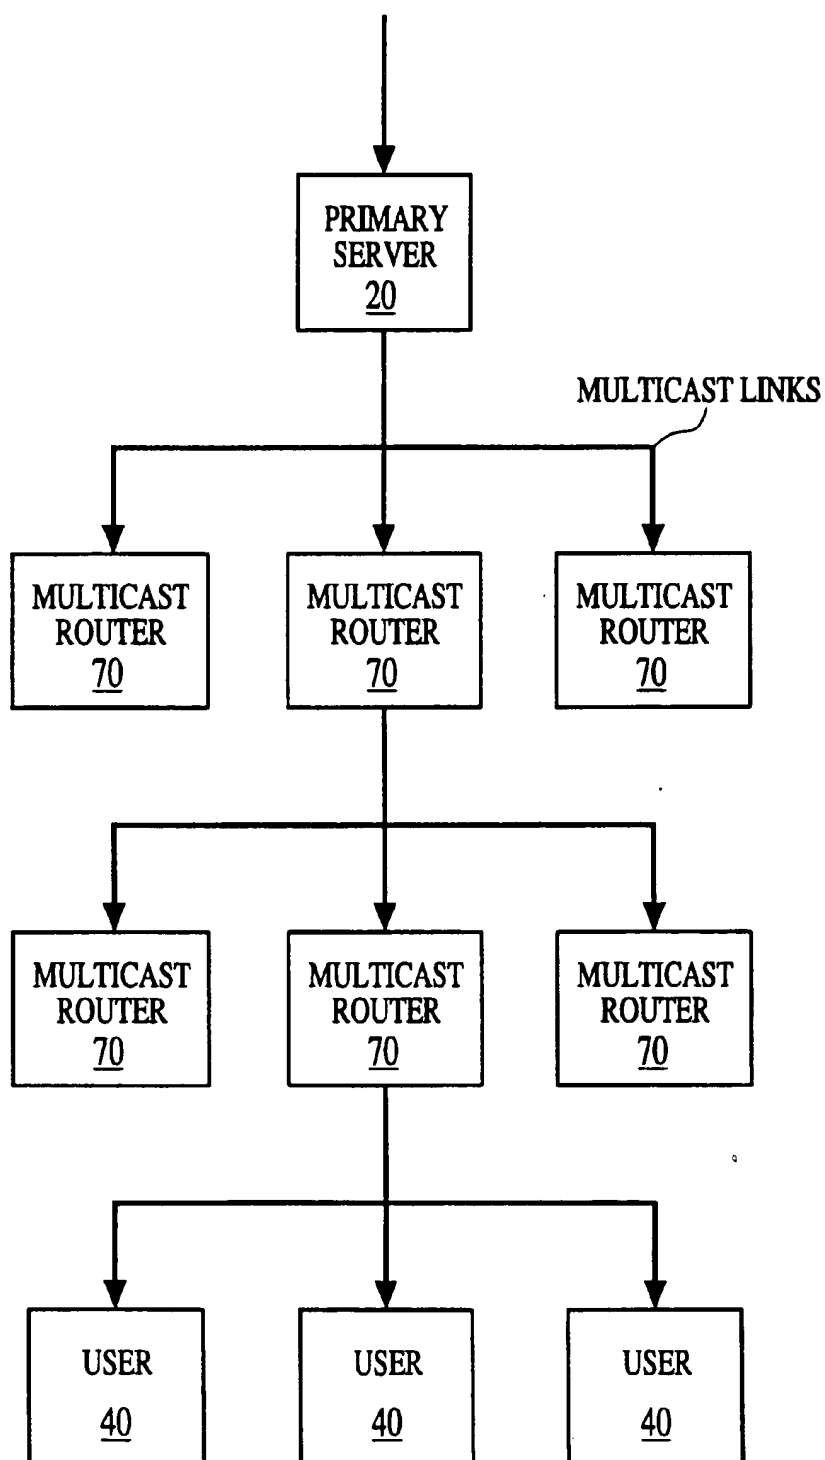 PRIMARY
SERVER
20
MULTICAST LINKS
MULTICAST
ROUTER
70
MULTICAST
ROUTER
70
MULTICAST
ROUTER
70
MULTICAST
ROUTER
70
MULTICAST
ROUTER
70
MULTICAST
ROUTER
70
USER
40
USER
40
USER
40